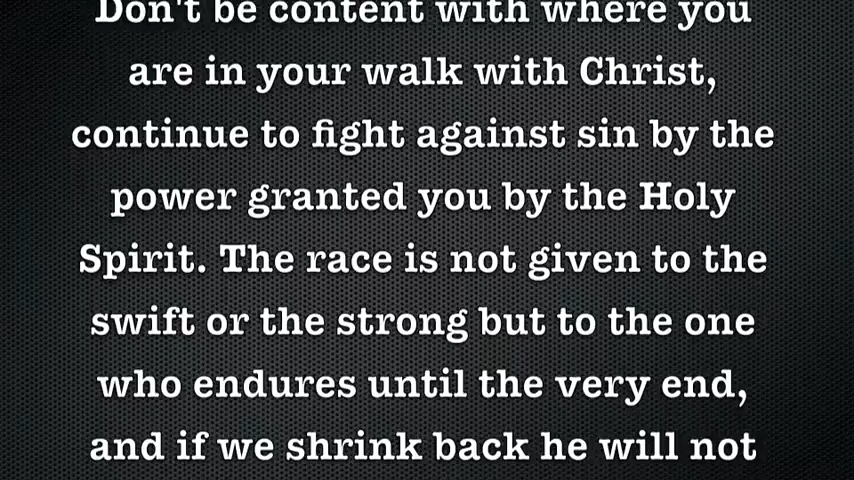 Don't be content with where you
are in your walk with Christ,
continue to fight against sin by the
power granted you by the Holy
Spirit. The race is not given to the
swift or the strong but to the one
who endures until the very end,
and if we shrink back he will not